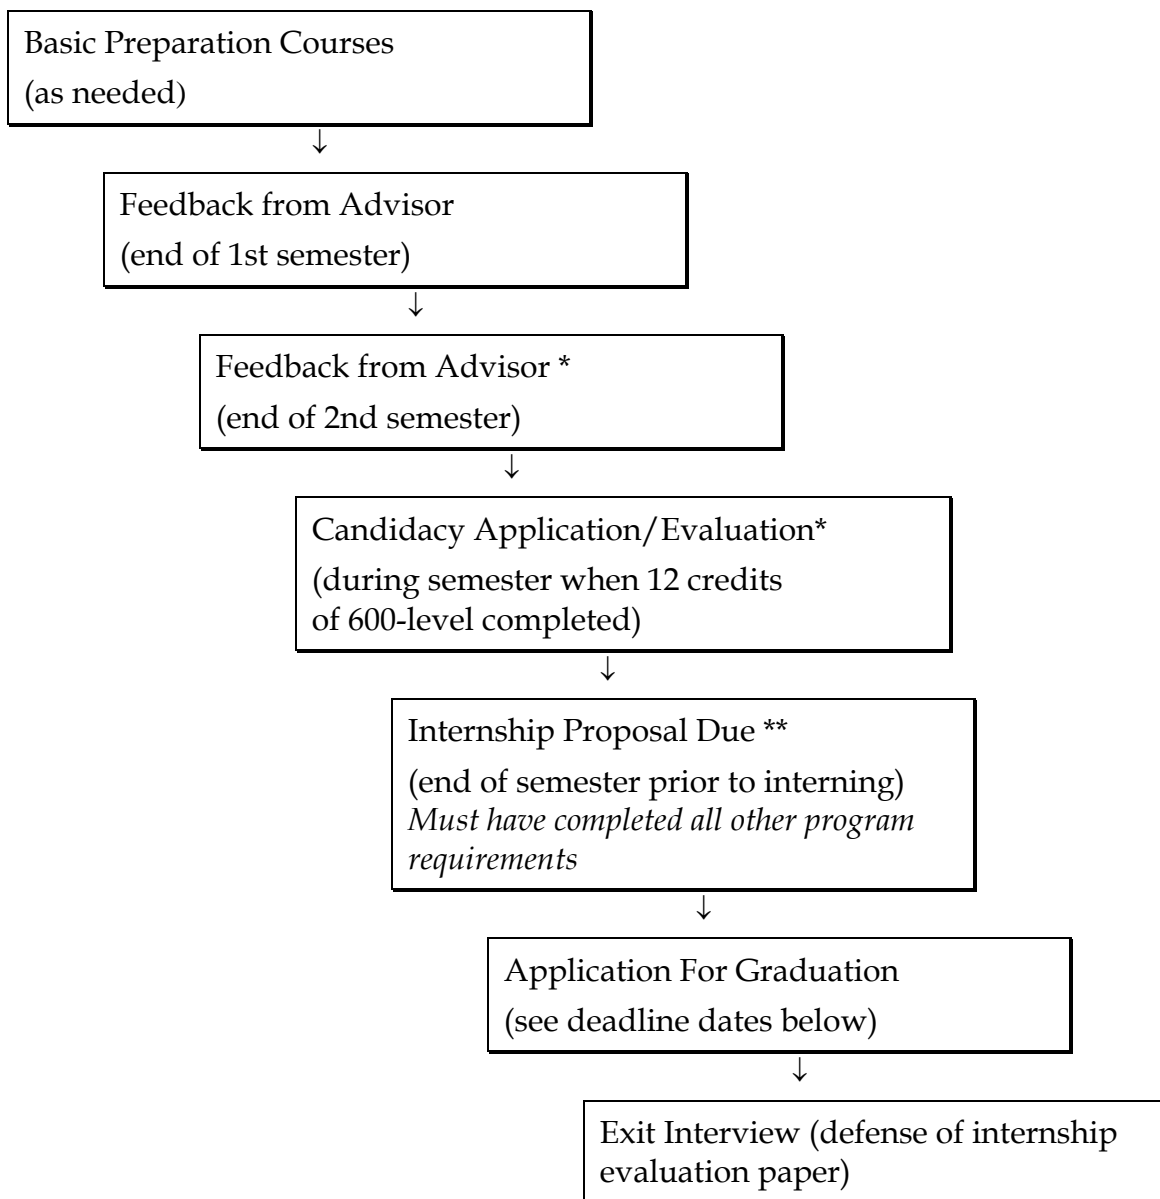 Basic Preparation Courses
(as needed)
↓
Feedback from Advisor
(end of 1st semester)
↓
Feedback from Advisor *
(end of 2nd semester)
↓
Candidacy Application/Evaluation*
(during semester when 12 credits
of 600-level completed)
↓
Internship Proposal Due **
(end of semester prior to interning)
Must have completed all other program
requirements
↓
Application For Graduation
(see deadline dates below)
↓
Exit Interview (defense of internship
evaluation paper)